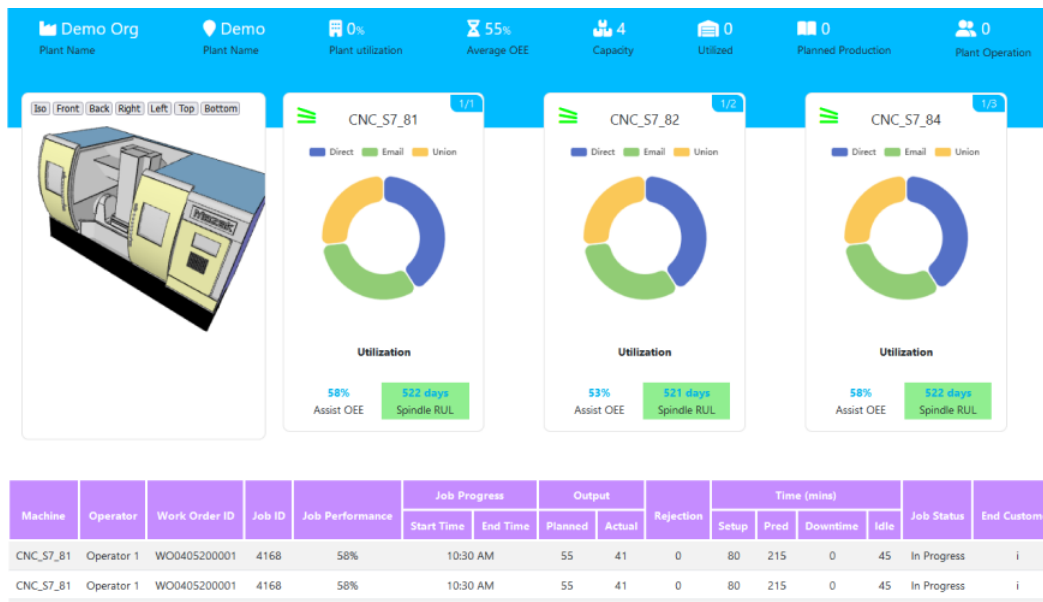 Demo Org Demo 0% 55% 4 0 0 0
Plant Name Plant Name Plant utilization Average OEE Capacity Utilized Planned Production Plant Operation
Iso Front Back Right Left Top Bottom
1/1
CNC_S7_81
Direct Email Union
Utilization
58% 522 days
Assist OEE Spindle RUL
1/2
CNC_S7_82
Direct Email Union
Utilization
53% 521 days
Assist OEE Spindle RUL
1/3
CNC_S7_84
Direct Email Union
Utilization
58% 522 days
Assist OEE Spindle RUL
Job Progress Output Time (mins)
Machine Operator Work Order ID Job ID Job Performance Rejection Job Status End Custom
Start Time End Time Planned Actual Setup Pred Downtime Idle
CNC_S7_81 Operator 1 WO0405200001 4168 58% 10:30 AM 55 41 0 80 215 0 45 In Progress i
CNC_S7_81 Operator 1 WO0405200001 4168 58% 10:30 AM 55 41 0 80 215 0 45 In Progress i